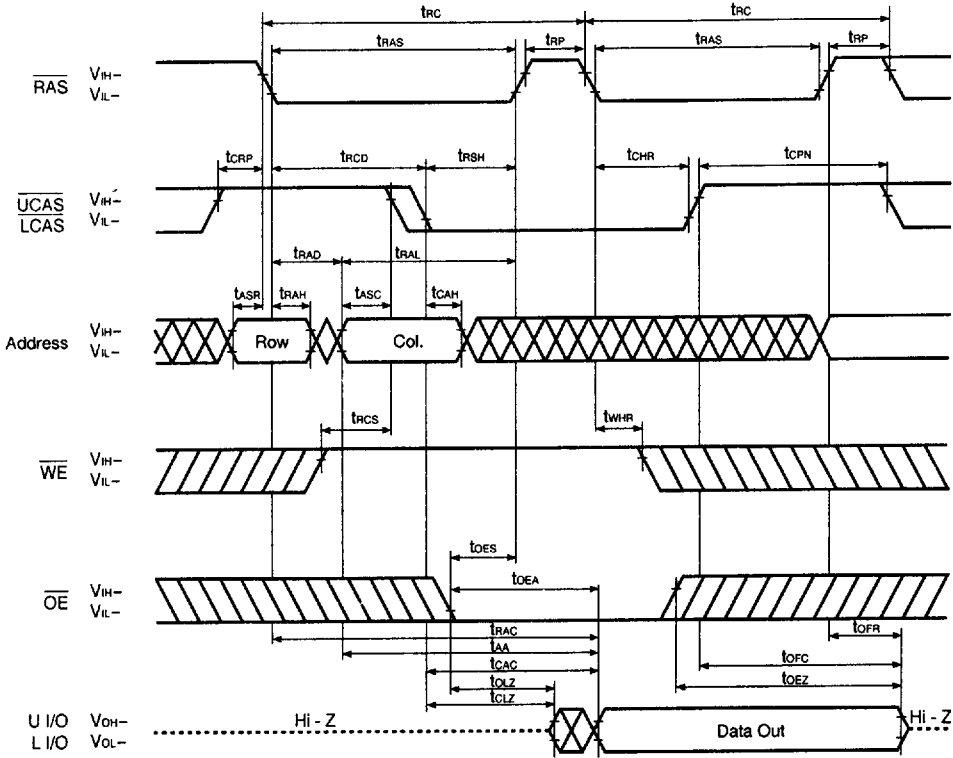 tRC tRC
tRAS tRP tRAS tRP
RAS VIH–
VIL–
tCRP tRCD tRSH tCHR tCPN
UCAS VIH–
LCAS VIL–
tRAD tRAL
tASR tRAH tASC tCAH
Address VIH–
VIL–
Row Col.
tRCS tWHR
WE VIH–
VIL–
tOES
tOEA
OE VIH–
VIL–
tRAC tOFR
tAA
tCAC tOFC
tOLZ tOEZ
tCLZ
U I/O VOH–
L I/O VOL–
Hi - Z Data Out Hi - Z